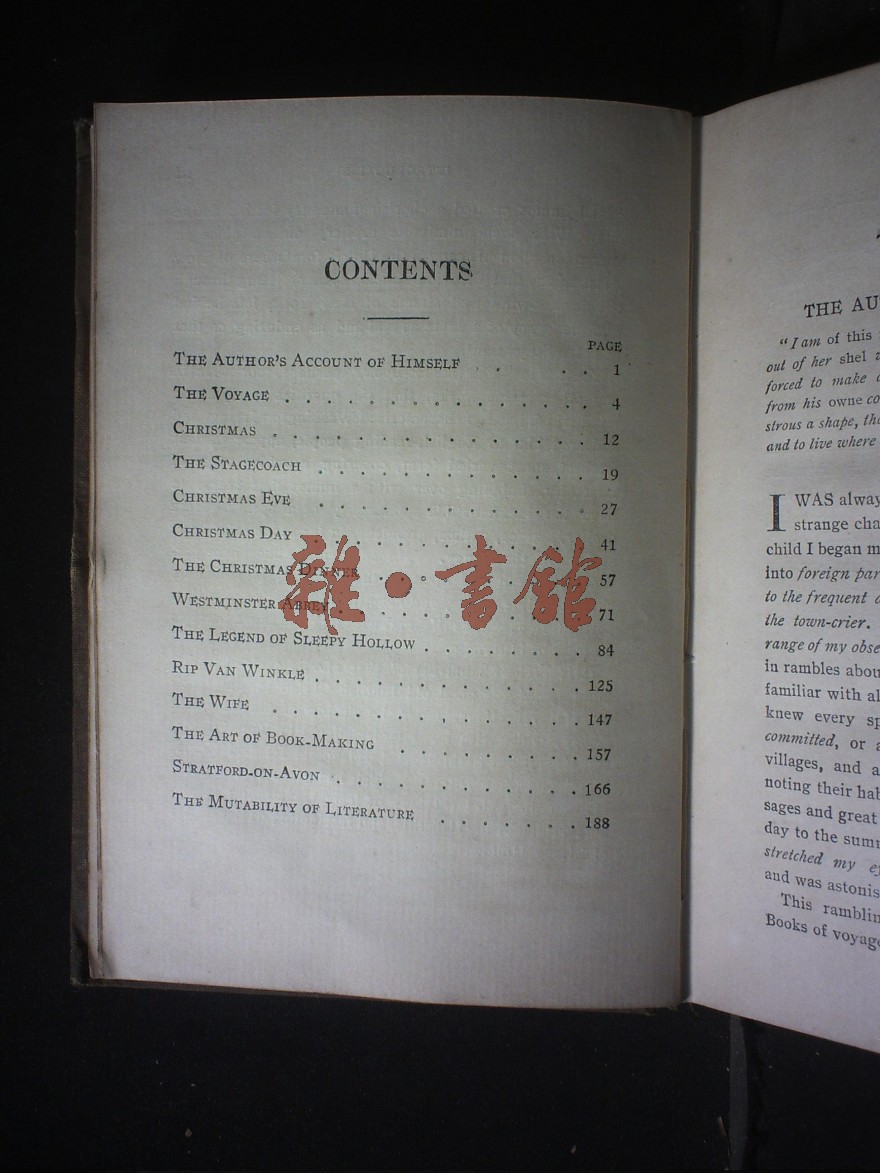 CONTENTS
PAGE
THE AUTHOR'S ACCOUNT OF HIMSELF . . . . 1
THE VOYAGE . . . . . . . . . . . . . 4
CHRISTMAS . . . . . . . . . . . . . . 12
THE STAGECOACH . . . . . . . . . . . . 19
CHRISTMAS EVE . . . . . . . . . . . . 27
CHRISTMAS DAY . . . . . . . . . . . . 41
THE CHRISTMAS DINNER . . . . . . . . . 57
WESTMINSTER ABBEY . . . . . . . . . . . 71
THE LEGEND OF SLEEPY HOLLOW . . . . . . . . 84
RIP VAN WINKLE . . . . . . . . . . . . . 125
THE WIFE . . . . . . . . . . . . . . 147
THE ART OF BOOK-MAKING . . . . . . . . 157
STRATFORD-ON-AVON . . . . . . . . . . . 166
THE MUTABILITY OF LITERATURE . . . . . . . 188
雜·書館
THE AU
"I am of this
out of her shel
forced to make
from his owne co
strous a shape, tha
and to live where
I WAS alway
strange cha
child I began m
into foreign par
to the frequent
the town-crier.
range of my obse
in rambles abou
familiar with al
knew every sp
committed, or
villages, and a
noting their hab
sages and great
day to the summ
stretched my ey
and was astonis
This ramblin
Books of voyage